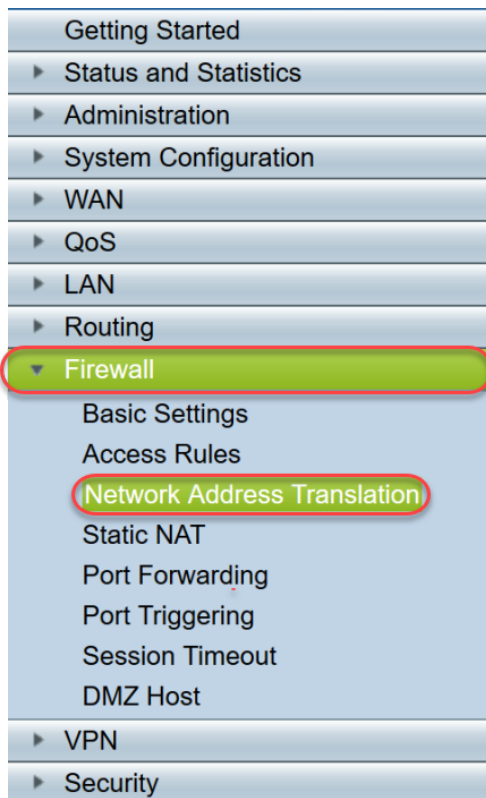 Getting Started
Status and Statistics
Administration
System Configuration
WAN
QoS
LAN
Routing
Firewall
Basic Settings
Access Rules
Network Address Translation
Static NAT
Port Forwarding
Port Triggering
Session Timeout
DMZ Host
VPN
Security